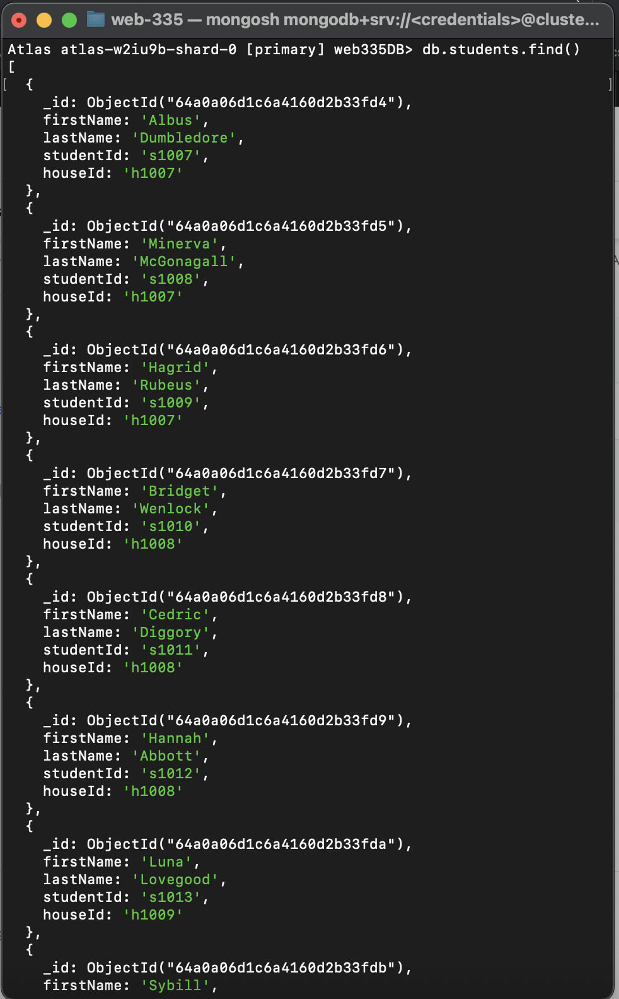 web-335 — mongosh mongodb+srv://<credentials>@cluste...
Atlas atlas-w2iu9b-shard-0 [primary] web335DB> db.students.find()
[
[  {  ]
    _id: ObjectId("64a0a06d1c6a4160d2b33fd4"),
    firstName: 'Albus',
    lastName: 'Dumbledore',
    studentId: 's1007',
    houseId: 'h1007'
  },
  {
    _id: ObjectId("64a0a06d1c6a4160d2b33fd5"),
    firstName: 'Minerva',
    lastName: 'McGonagall',
    studentId: 's1008',
    houseId: 'h1007'
  },
  {
    _id: ObjectId("64a0a06d1c6a4160d2b33fd6"),
    firstName: 'Hagrid',
    lastName: 'Rubeus',
    studentId: 's1009',
    houseId: 'h1007'
  },
  {
    _id: ObjectId("64a0a06d1c6a4160d2b33fd7"),
    firstName: 'Bridget',
    lastName: 'Wenlock',
    studentId: 's1010',
    houseId: 'h1008'
  },
  {
    _id: ObjectId("64a0a06d1c6a4160d2b33fd8"),
    firstName: 'Cedric',
    lastName: 'Diggory',
    studentId: 's1011',
    houseId: 'h1008'
  },
  {
    _id: ObjectId("64a0a06d1c6a4160d2b33fd9"),
    firstName: 'Hannah',
    lastName: 'Abbott',
    studentId: 's1012',
    houseId: 'h1008'
  },
  {
    _id: ObjectId("64a0a06d1c6a4160d2b33fda"),
    firstName: 'Luna',
    lastName: 'Lovegood',
    studentId: 's1013',
    houseId: 'h1009'
  },
  {
    _id: ObjectId("64a0a06d1c6a4160d2b33fdb"),
    firstName: 'Sybill',